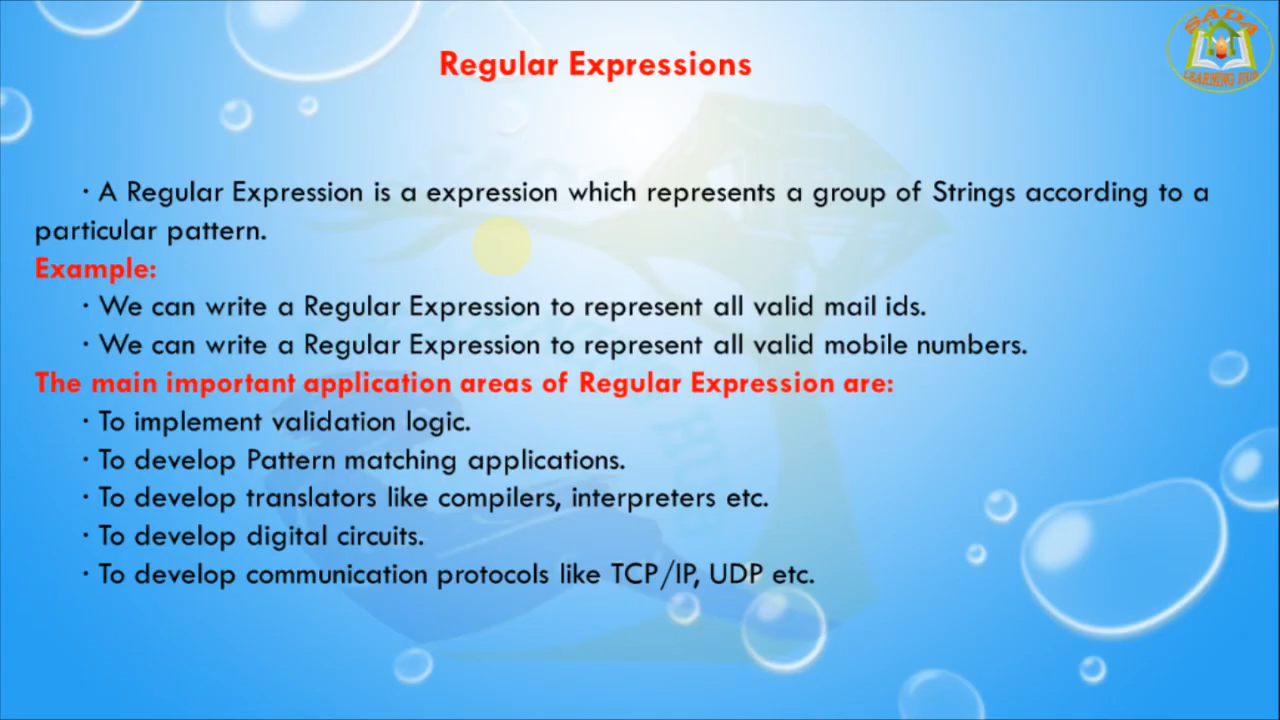 SADA
LEARNING HUB
Regular Expressions
· A Regular Expression is a expression which represents a group of Strings according to a
particular pattern.
Example:
· We can write a Regular Expression to represent all valid mail ids.
· We can write a Regular Expression to represent all valid mobile numbers.
The main important application areas of Regular Expression are:
· To implement validation logic.
· To develop Pattern matching applications.
· To develop translators like compilers, interpreters etc.
· To develop digital circuits.
· To develop communication protocols like TCP/IP, UDP etc.